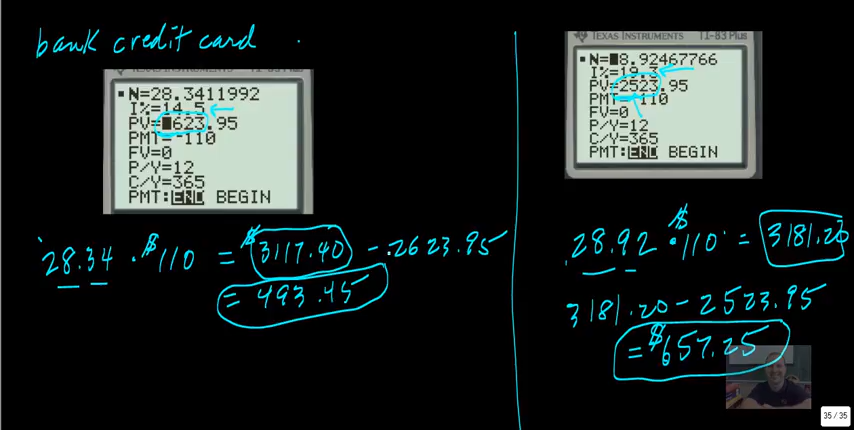 bank credit card
TEXAS INSTRUMENTS
N=28.3411992
I%=14.5
PV=623.95
PMT=-110
FV=0
P/Y=12
C/Y=365
PMT:END BEGIN
28.34 · $110 = $3117.40 - 2623.95
= 493.45
TEXAS INSTRUMENTS TI-83 Plus
N=8.92467766
I%=19.3
PV=2523.95
PMT=-110
FV=0
P/Y=12
C/Y=365
PMT:END BEGIN
28.92 · $110 = 3181.20
3181.20 - 2523.95
= $657.25
35 / 35